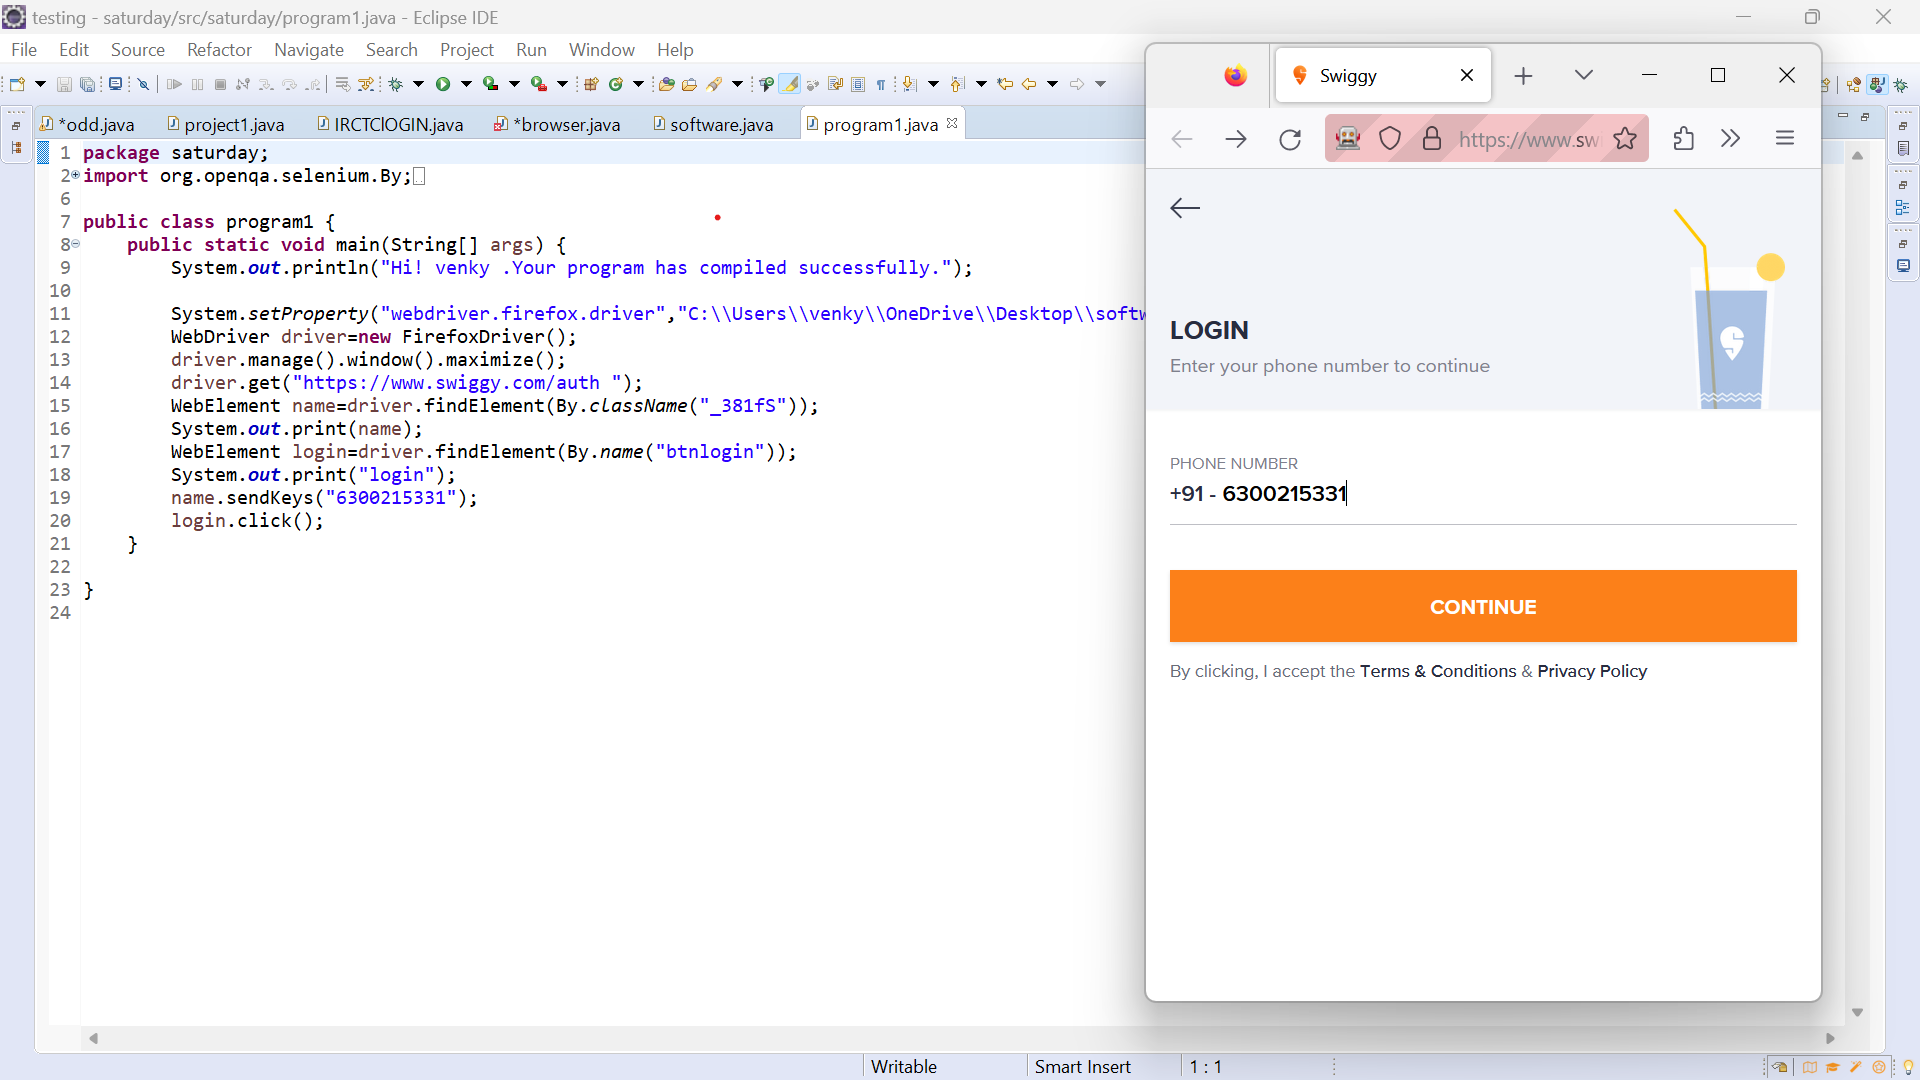 testing - saturday/src/saturday/program1.java - Eclipse IDE
File Edit Source Refactor Navigate Search Project Run Window Help
*odd.java project1.java IRCTClOGIN.java *browser.java software.java program1.java
1 package saturday;
2 import org.openqa.selenium.By;
6
7 public class program1 {
8 public static void main(String[] args) {
9 System.out.println("Hi! venky .Your program has compiled successfully.");
10
11 System.setProperty("webdriver.firefox.driver","C:\\Users\\venky\\OneDrive\\Desktop\\softw
12 WebDriver driver=new FirefoxDriver();
13 driver.manage().window().maximize();
14 driver.get("https://www.swiggy.com/auth ");
15 WebElement name=driver.findElement(By.className("_381fS"));
16 System.out.print(name);
17 WebElement login=driver.findElement(By.name("btnlogin"));
18 System.out.print("login");
19 name.sendKeys("6300215331");
20 login.click();
21 }
22
23 }
24
Swiggy
https://www.sw
LOGIN
Enter your phone number to continue
PHONE NUMBER
+91 - 6300215331
CONTINUE
By clicking, I accept the Terms & Conditions & Privacy Policy
Writable Smart Insert 1 : 1